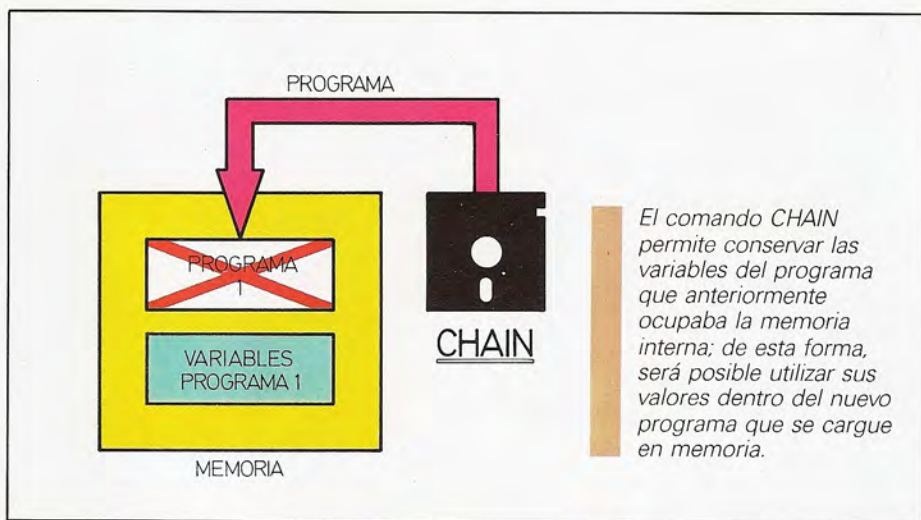 PROGRAMA
PROGRAMA
1
VARIABLES
PROGRAMA 1
MEMORIA
CHAIN
El comando CHAIN
permite conservar las
variables del programa
que anteriormente
ocupaba la memoria
interna; de esta forma,
será posible utilizar sus
valores dentro del nuevo
programa que se cargue
en memoria.